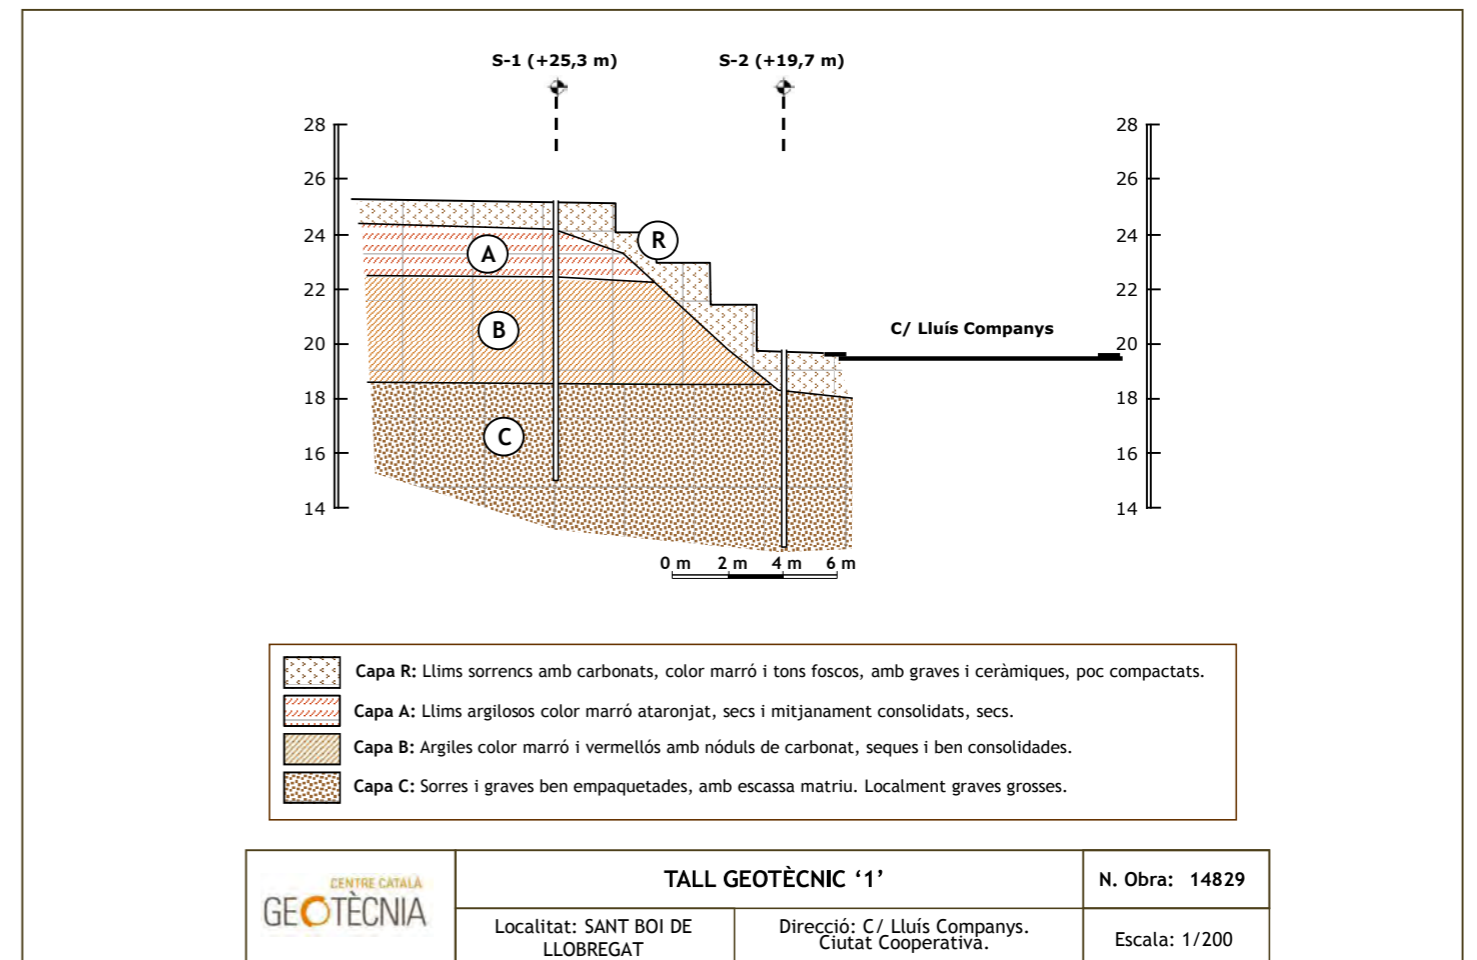 S-1 (+25,3 m) S-2 (+19,7 m)
28 28
26 26
24 24
R
A
22 22
B
C/ Lluís Companys
20 20
18 18
C
16 16
14 14
0 m 2 m 4 m 6 m
Capa R: Llims sorrencs amb carbonats, color marró i tons foscos, amb graves i ceràmiques, poc compactats.
Capa A: Llims argilosos color marró ataronjat, secs i mitjanament consolidats, secs.
Capa B: Argiles color marró i vermellós amb nóduls de carbonat, seques i ben consolidades.
Capa C: Sorres i graves ben empaquetades, amb escassa matriu. Localment graves grosses.
CENTRE CATALÀ
GEOTÈCNIA
TALL GEOTÈCNIC ‘1’
N. Obra: 14829
Localitat: SANT BOI DE
LLOBREGAT
Direcció: C/ Lluís Companys.
Ciutat Cooperativa.
Escala: 1/200